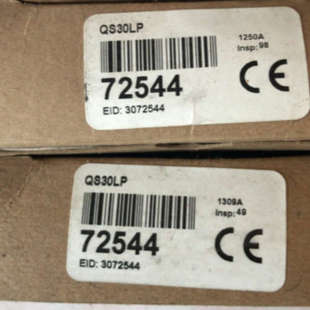 QS30LP
1250A
Insp: 98
72544
CE
EID: 3072544
QS30LP
1309A
Insp: 49
72544
CE
EID: 3072544